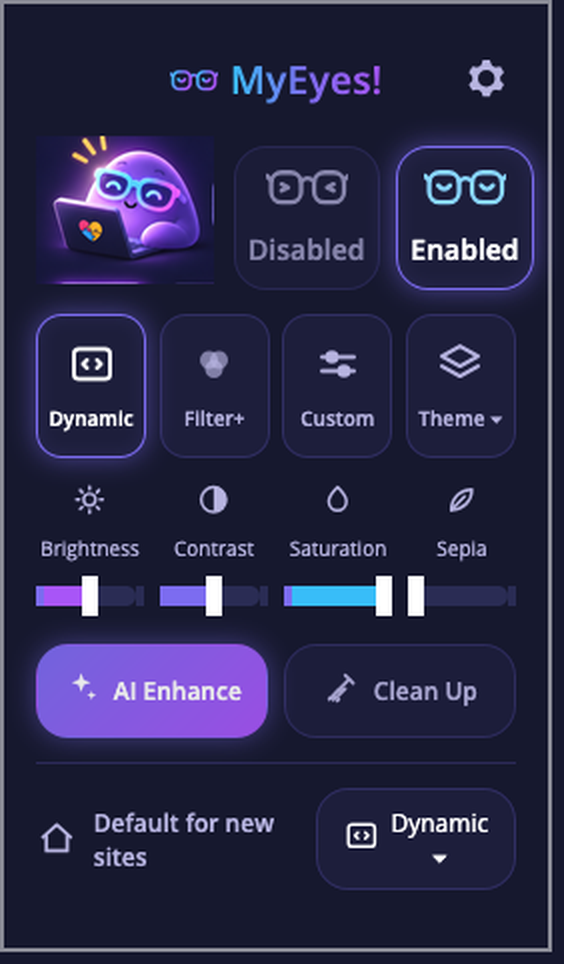 MyEyes!
Disabled
Enabled
Dynamic
Filter+
Custom
Theme
Brightness
Contrast
Saturation
Sepia
AI Enhance
Clean Up
Default for new
sites
Dynamic